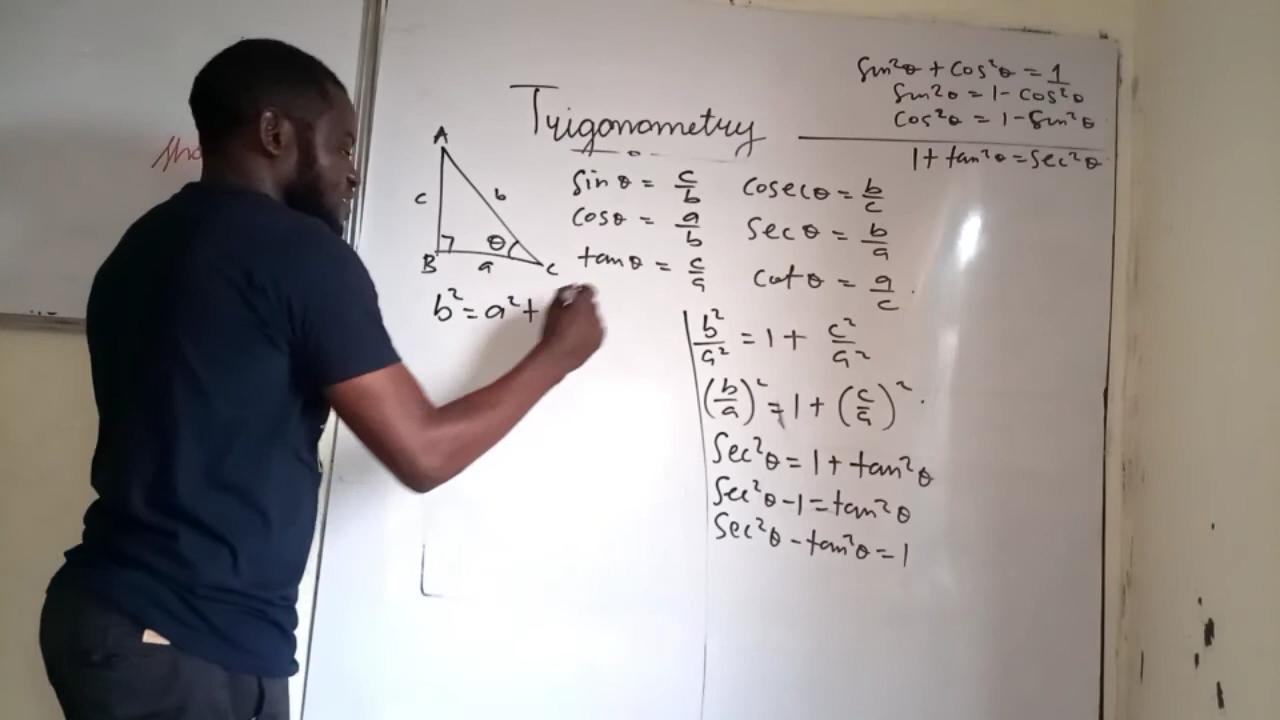 Trigonometry
sin²θ + cos²θ = 1
sin²θ = 1 - cos²θ
cos²θ = 1 - sin²θ
1 + tan²θ = sec²θ
A
c
b
θ
B
a
C
sin θ = c/b
cosec θ = b/c
cos θ = a/b
sec θ = b/a
tan θ = c/a
cot θ = a/c
b² = a² +
b²/a² = 1 + c²/a²
(b/a)² = 1 + (c/a)²
Sec²θ = 1 + tan²θ
Sec²θ - 1 = tan²θ
Sec²θ - tan²θ = 1